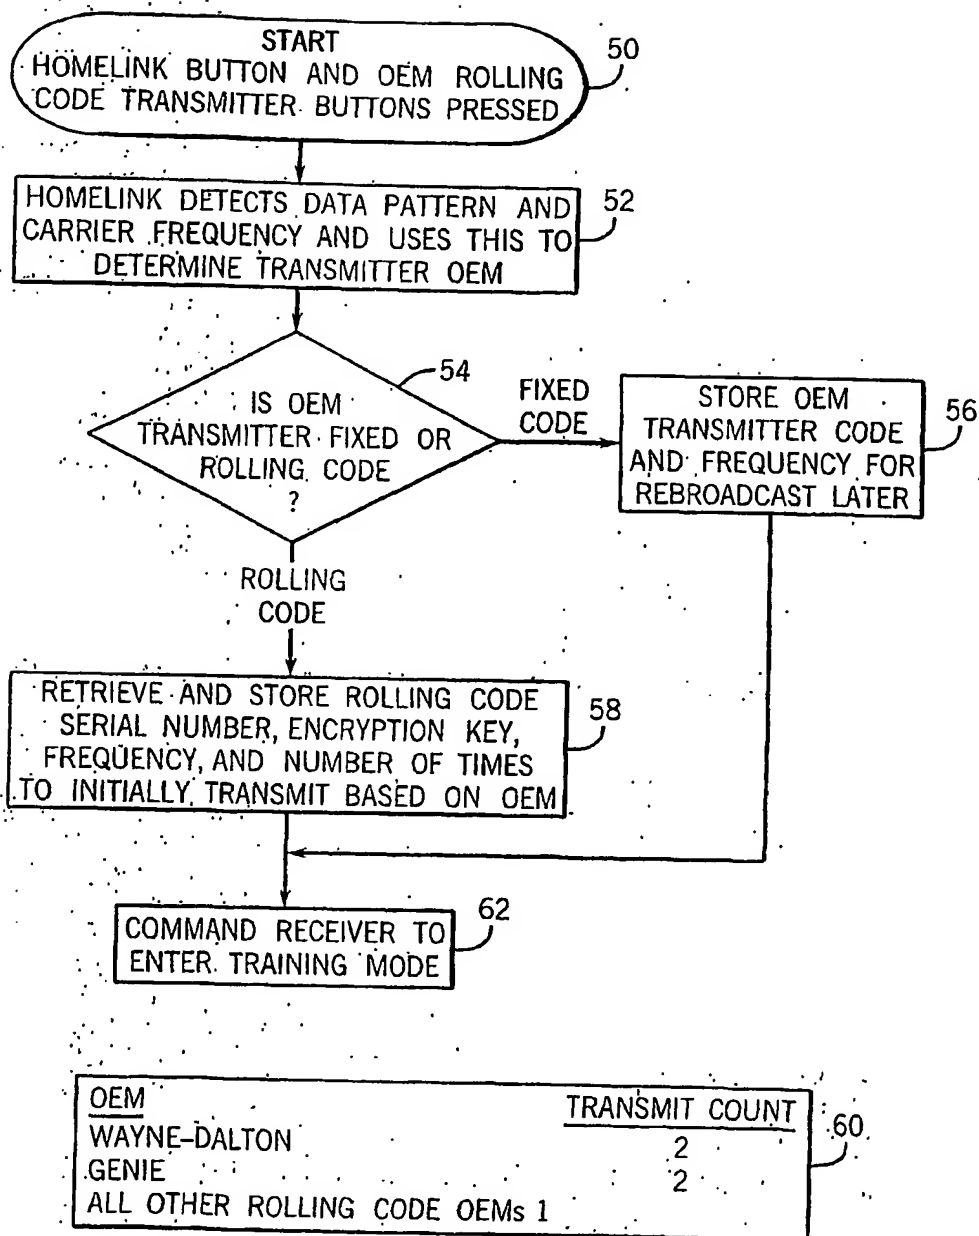 START
HOMELINK BUTTON AND OEM ROLLING
CODE TRANSMITTER BUTTONS PRESSED
50
HOMELINK DETECTS DATA PATTERN AND
CARRIER FREQUENCY AND USES THIS TO
DETERMINE TRANSMITTER OEM
52
IS OEM
TRANSMITTER FIXED OR
ROLLING CODE
?
54
FIXED
CODE
STORE OEM
TRANSMITTER CODE
AND FREQUENCY FOR
REBROADCAST LATER
56
ROLLING
CODE
RETRIEVE AND STORE ROLLING CODE
SERIAL NUMBER, ENCRYPTION KEY,
FREQUENCY, AND NUMBER OF TIMES
TO INITIALLY TRANSMIT BASED ON OEM
58
COMMAND RECEIVER TO
ENTER TRAINING MODE
62
OEM TRANSMIT COUNT
WAYNE-DALTON 2
GENIE 2
ALL OTHER ROLLING CODE OEMs 1
60